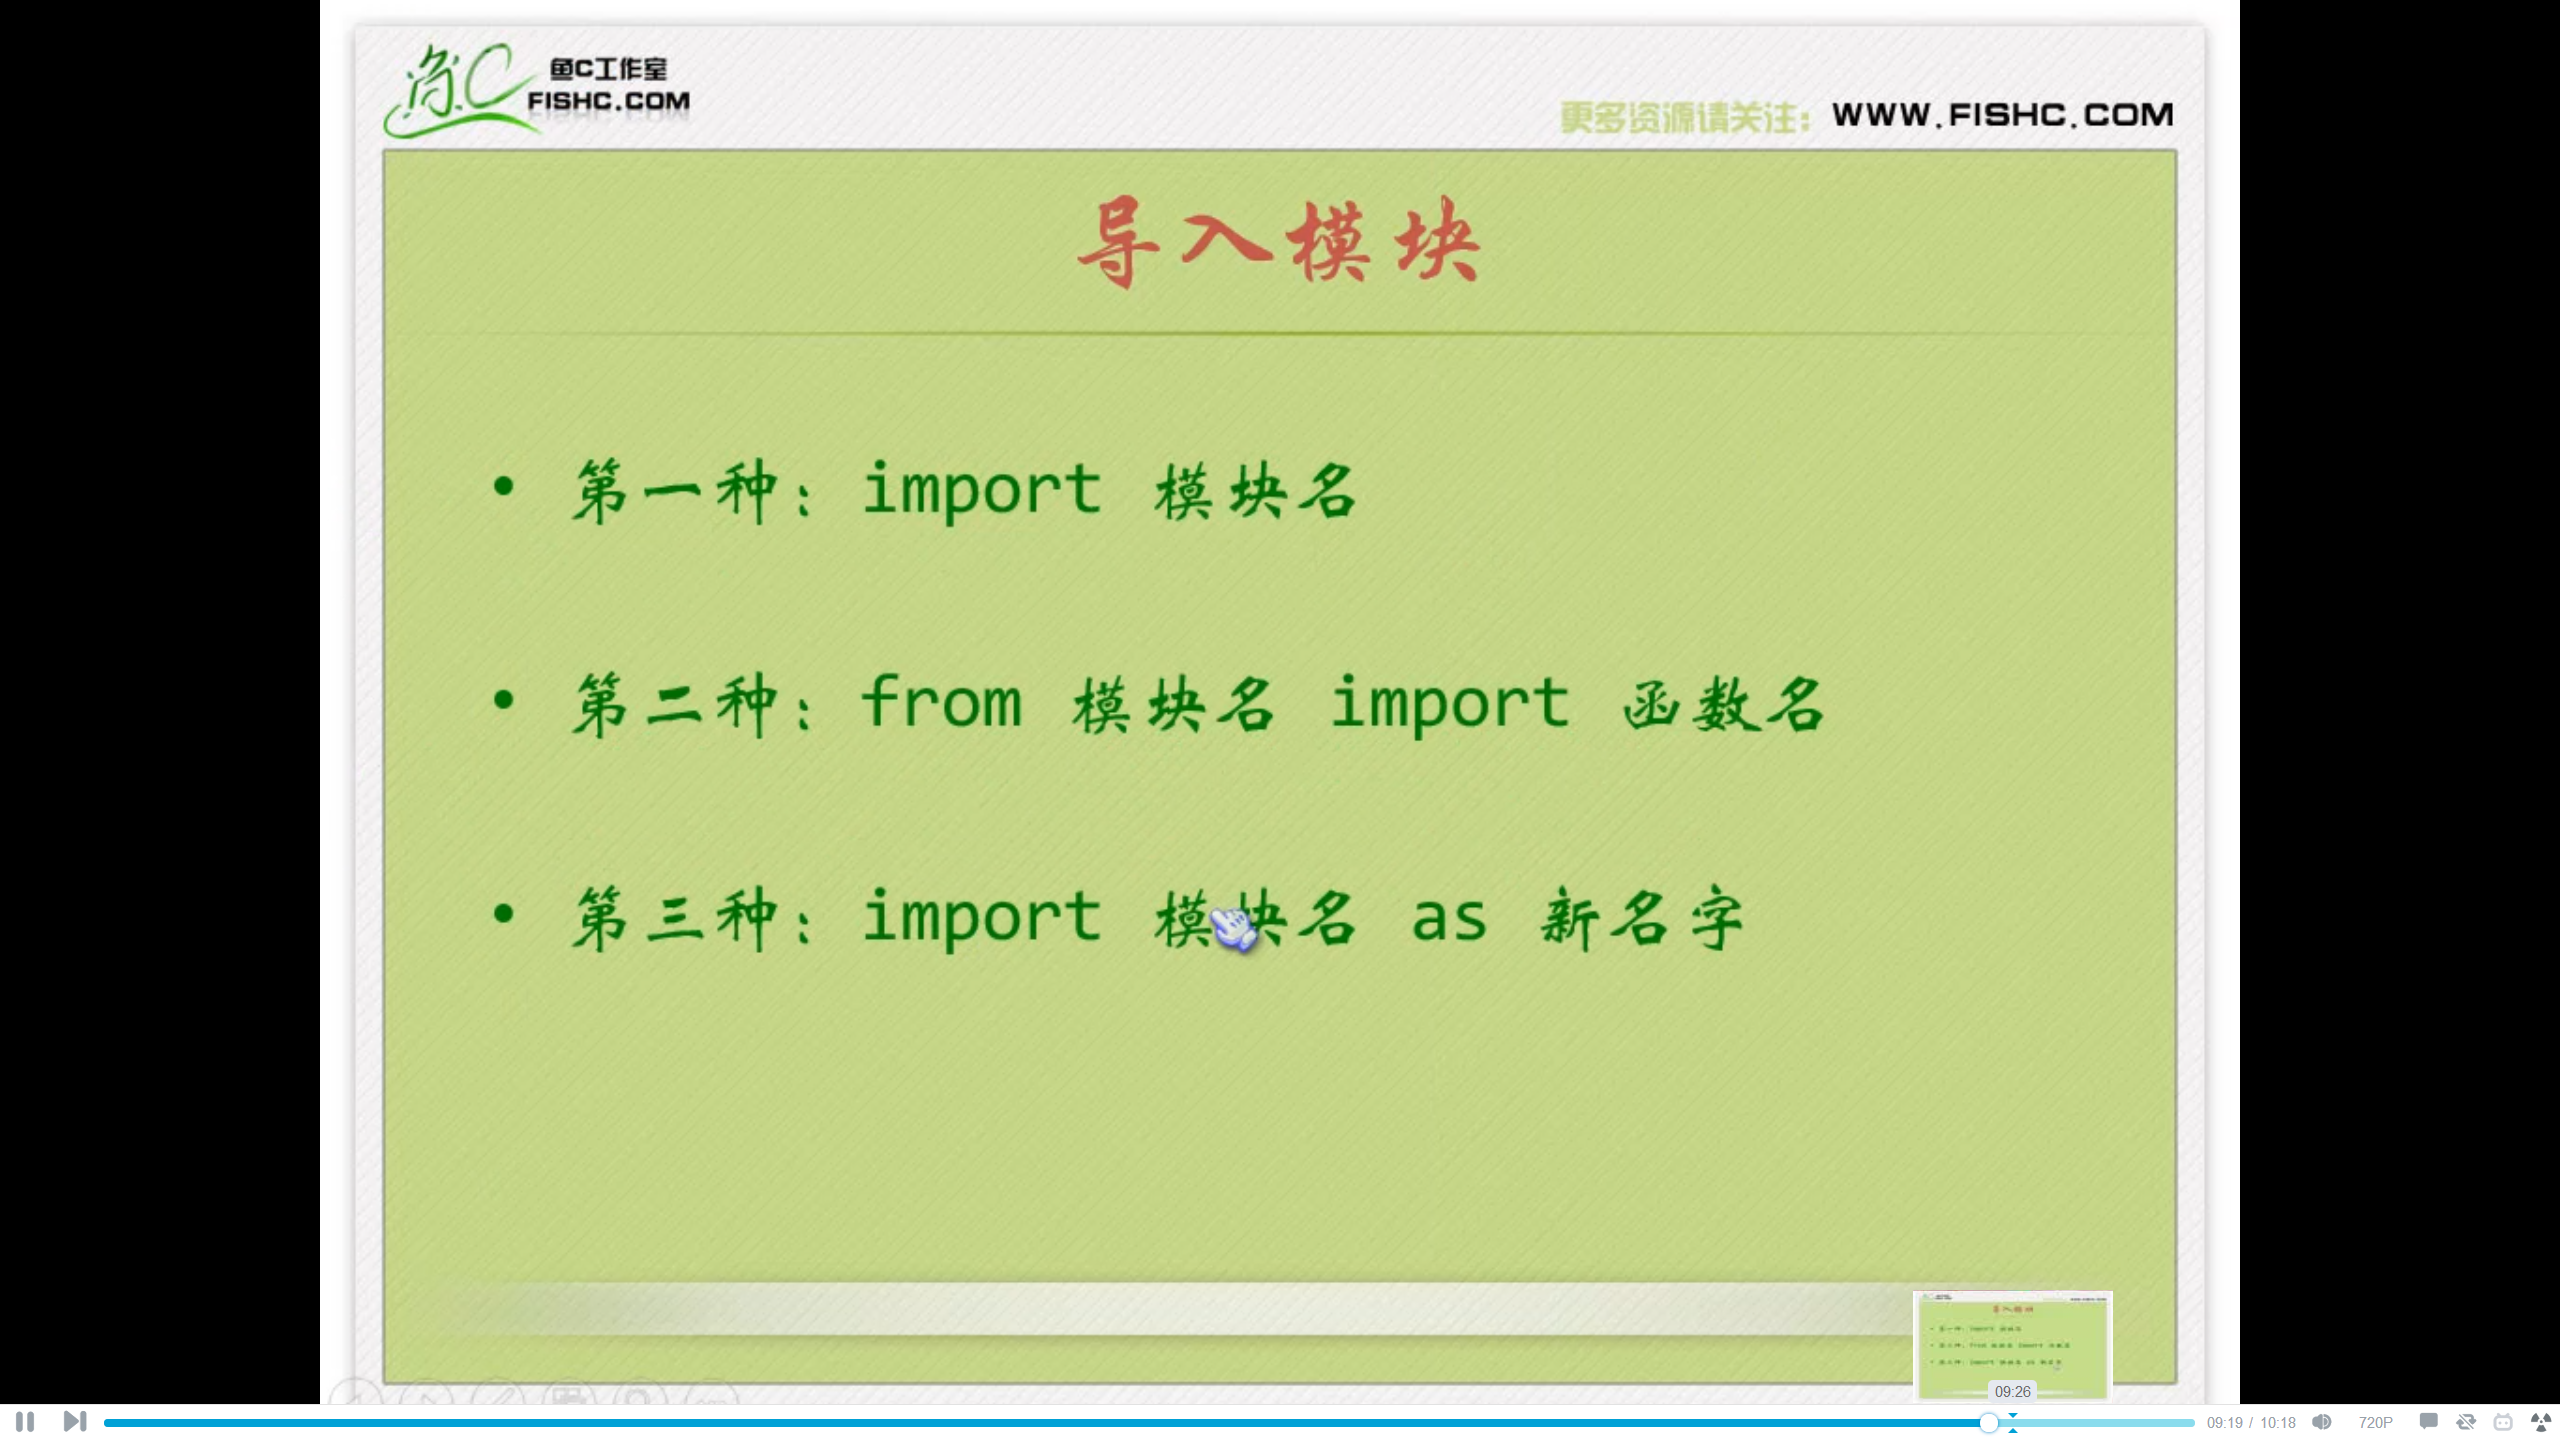 鱼C工作室
FISHC.COM
更多资源请关注： WWW.FISHC.COM
导入模块
• 第一种：import 模块名
• 第二种：from 模块名 import 函数名
• 第三种：import 模块名 as 新名字
09:26
09:19 / 10:18
720P